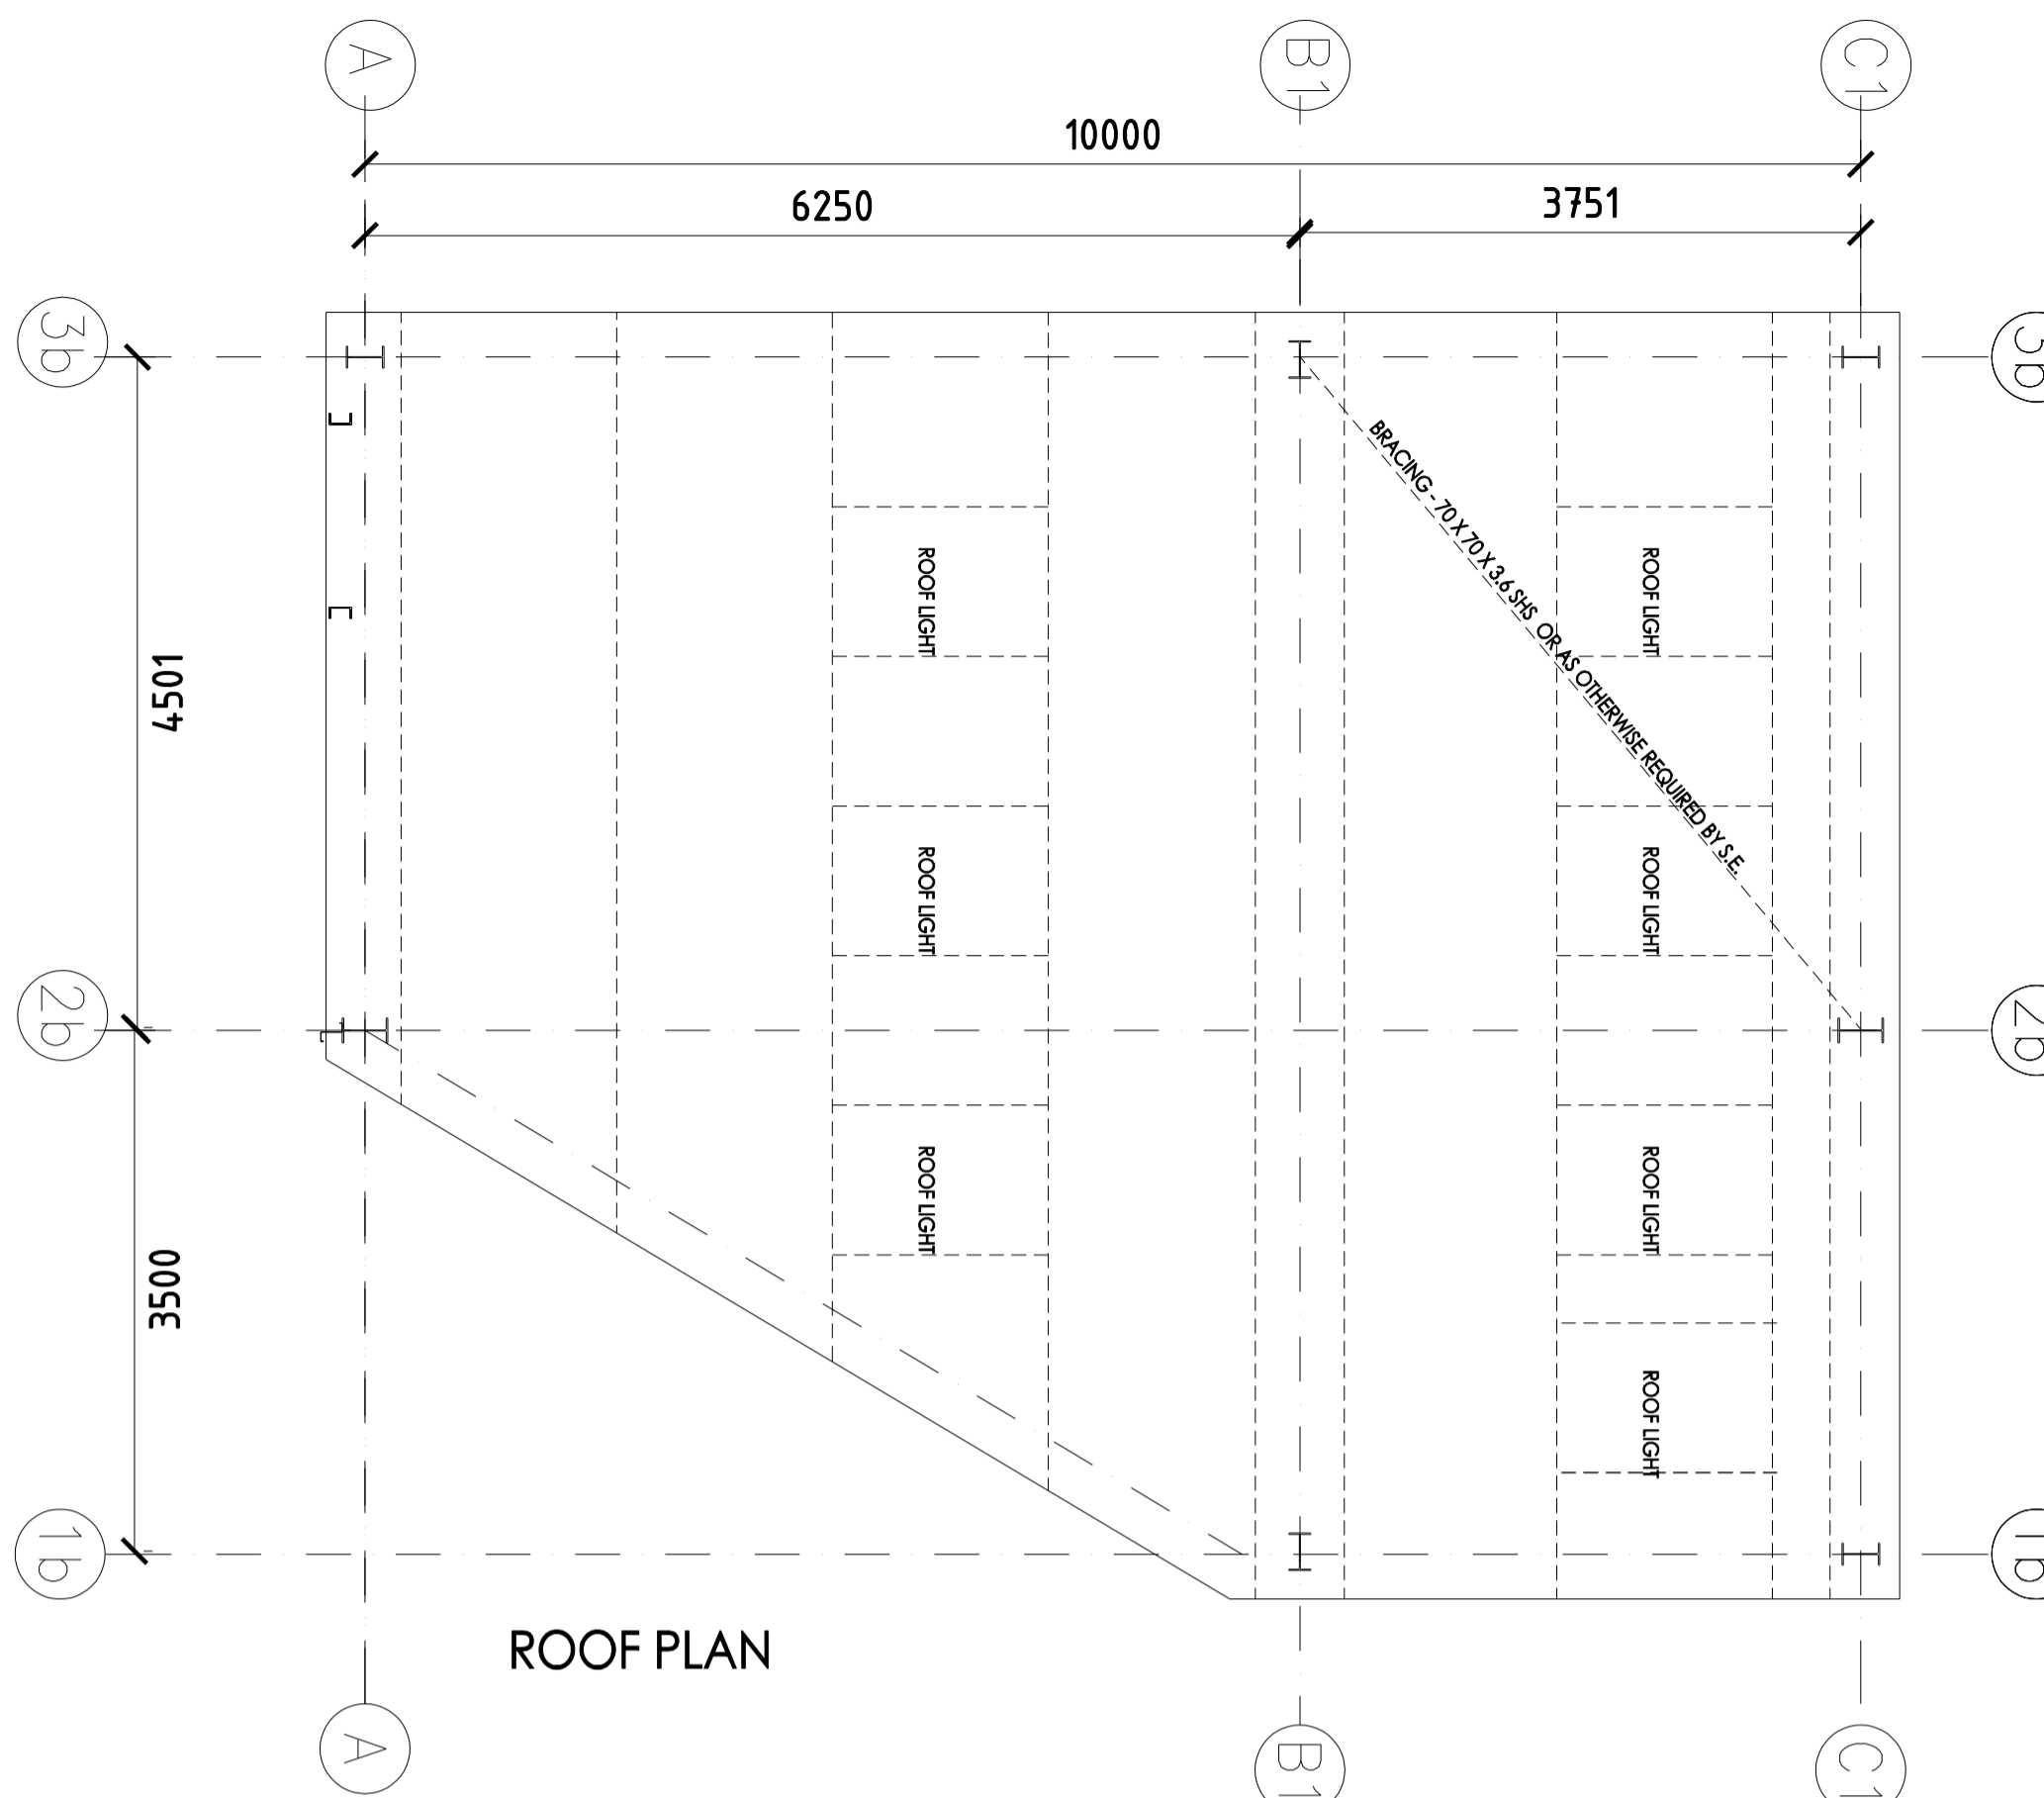 A
B1
C1
10000
6250
3751
3b
3b
BRACING - 70 X 70 X 3.6 SHS OR AS OTHERWISE REQUIRED BY S.E.
ROOF LIGHT
ROOF LIGHT
4501
ROOF LIGHT
ROOF LIGHT
2b
2b
ROOF LIGHT
ROOF LIGHT
3500
ROOF LIGHT
1b
1b
ROOF PLAN
A
B1
C1